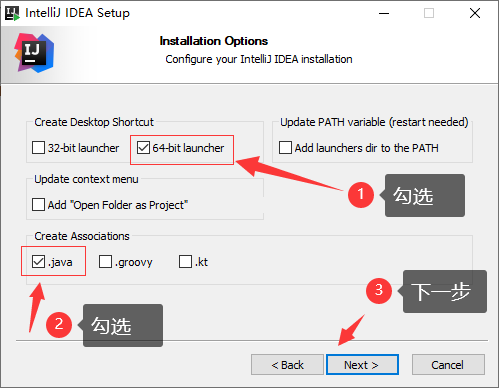 IntelliJ IDEA Setup
IJ
Installation Options
Configure your IntelliJ IDEA installation
Create Desktop Shortcut
32-bit launcher
64-bit launcher
Update PATH variable (restart needed)
Add launchers dir to the PATH
1 勾选
Update context menu
Add "Open Folder as Project"
Create Associations
.java
.groovy
.kt
2 勾选
3 下一步
< Back
Next >
Cancel